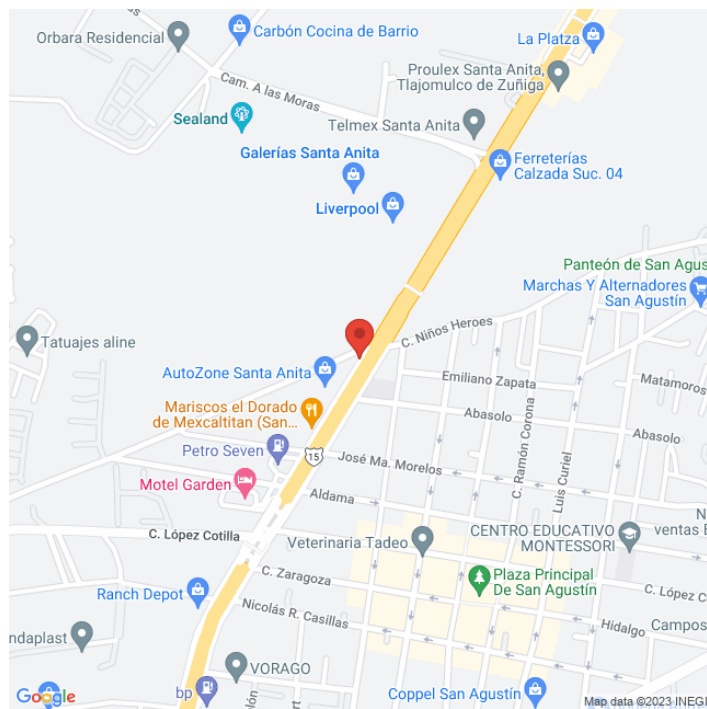 Orbara Residencial
Carbón Cocina de Barrio
La Platza
Cam. A las Moras
Proulex Santa Anita,
Tlajomulco de Zuñiga
Sealand
Telmex Santa Anita
Galerías Santa Anita
Ferreterías
Calzada Suc. 04
Liverpool
Panteón de San Agus
Marchas Y Alternadores
San Agustín
Tatuajes aline
C. Niños Heroes
AutoZone Santa Anita
Emiliano Zapata
Matamoros
Mariscos el Dorado
de Mexcaltitan (San...
Abasolo
Abasolo
C. Ramón Corona
Petro Seven
15
José Ma. Morelos
Luis Curiel
Motel Garden
Aldama
N
ventas E
C. López Cotilla
Veterinaria Tadeo
CENTRO EDUCATIVO
MONTESSORI
C. Zaragoza
Plaza Principal
De San Agustín
C. López C
Ranch Depot
Nicolás R. Casillas
Hidalgo
Campos
ndaplast
VORAGO
bp
lón
Coppel San Agustín
Google
Map data ©2023 INEGI